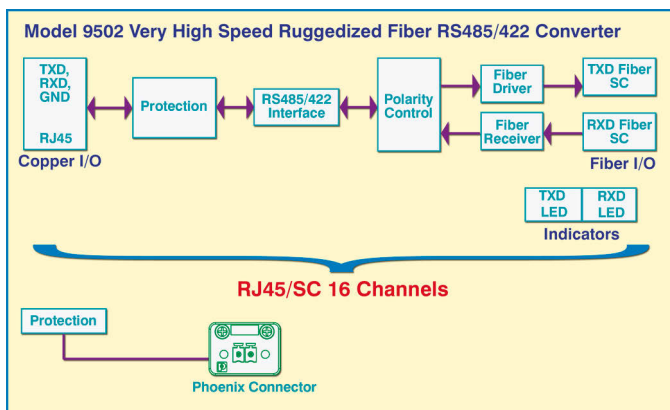 Model 9502 Very High Speed Ruggedized Fiber RS485/422 Converter
TXD,
RXD,
GND
RJ45
Copper I/O
Protection
RS485/422
Interface
Polarity
Control
Fiber
Driver
TXD Fiber
SC
Fiber
Receiver
RXD Fiber
SC
Fiber I/O
TXD
LED
RXD
LED
Indicators
RJ45/SC 16 Channels
Protection
Phoenix Connector